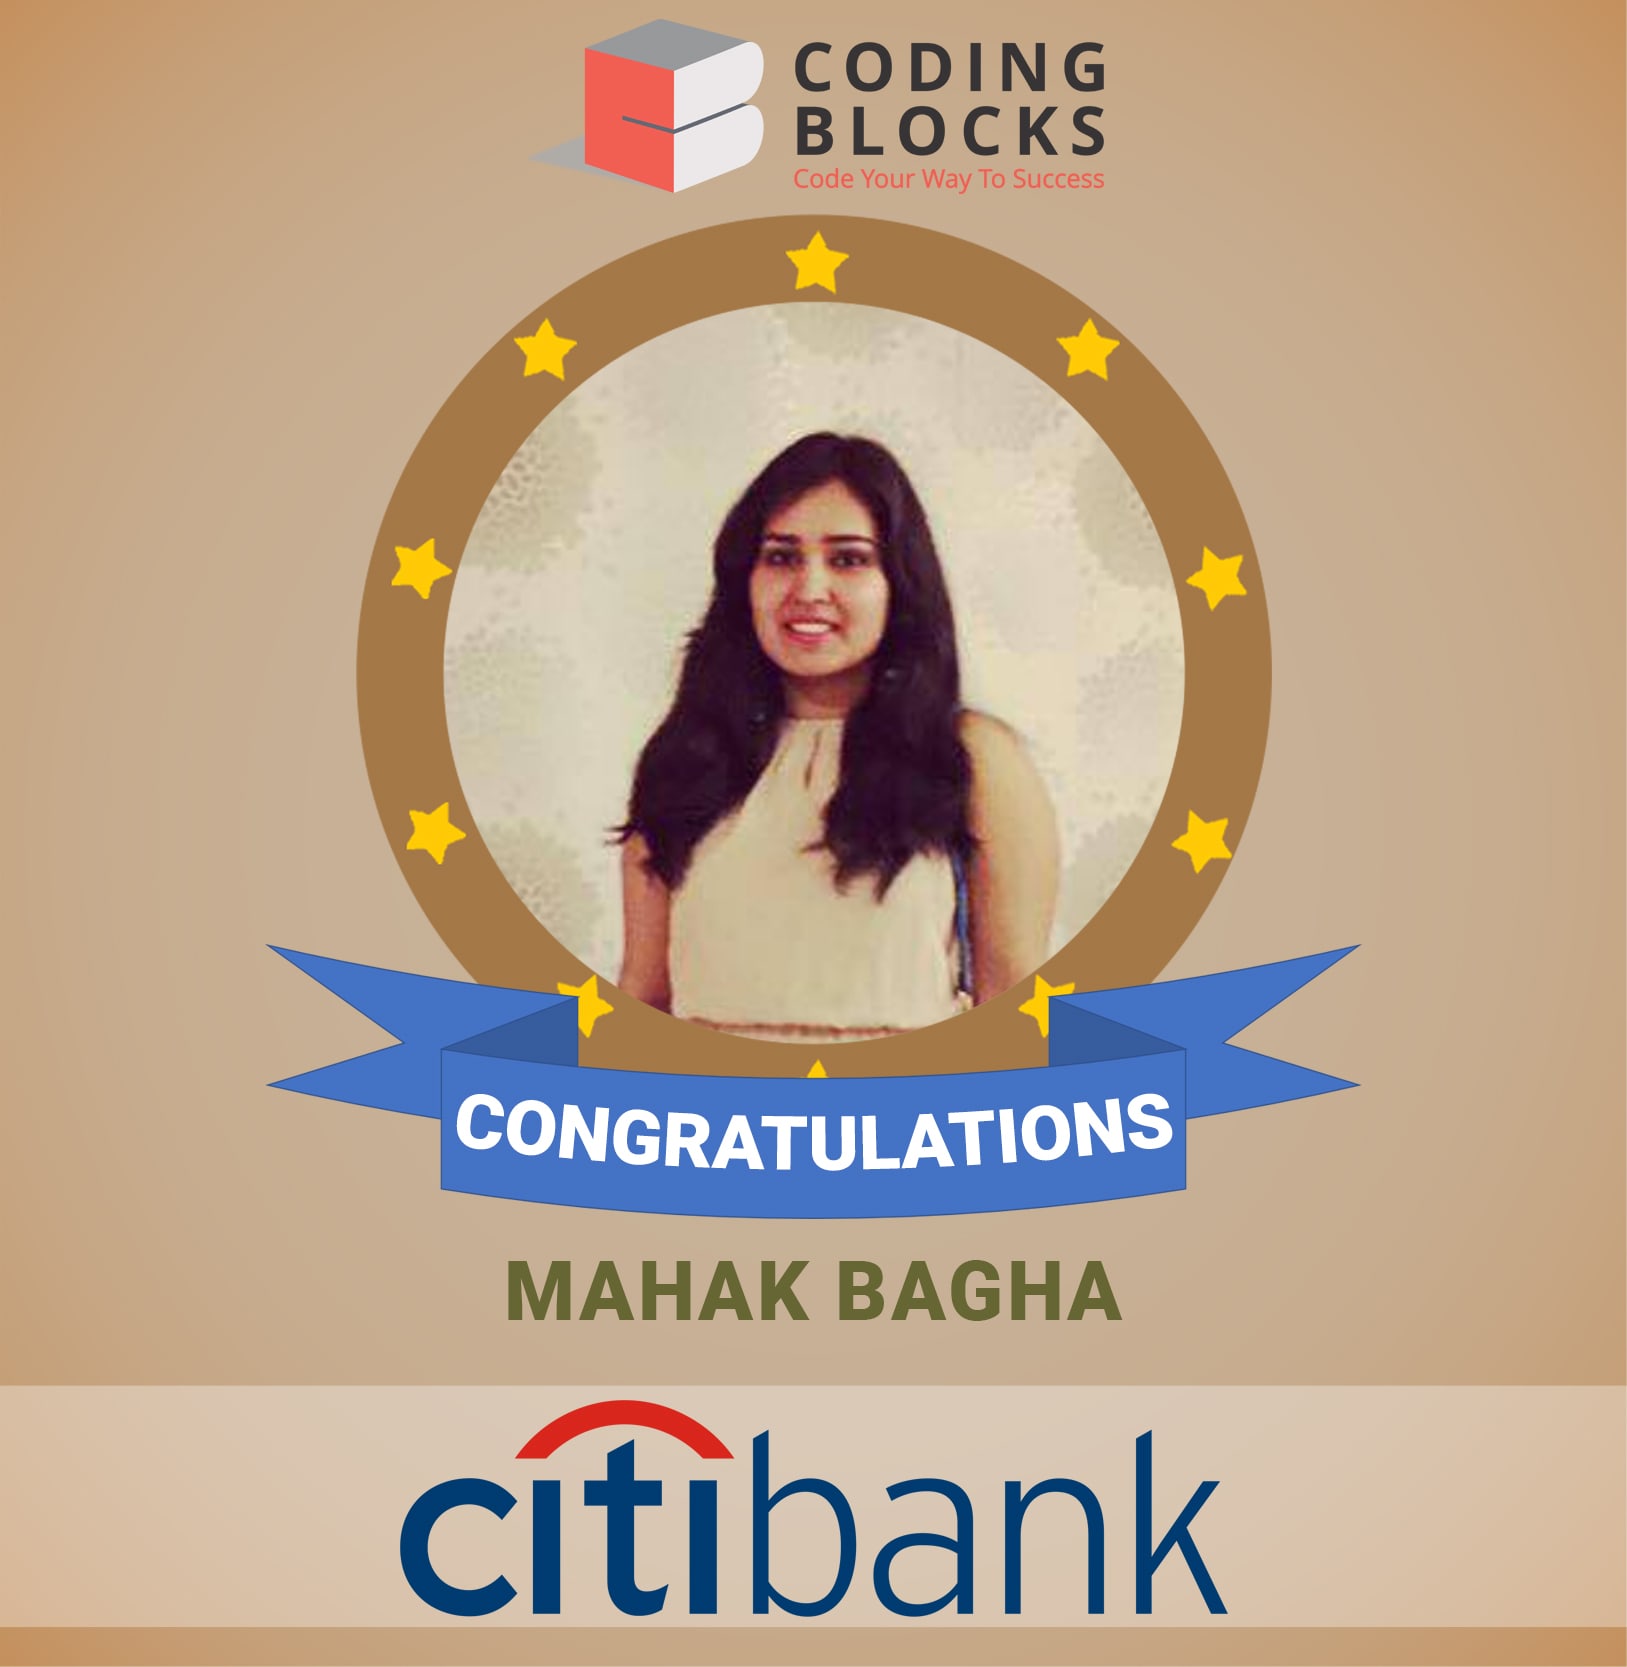 CODING
BLOCKS
Code Your Way To Success
CONGRATULATIONS
MAHAK BAGHA
citibank